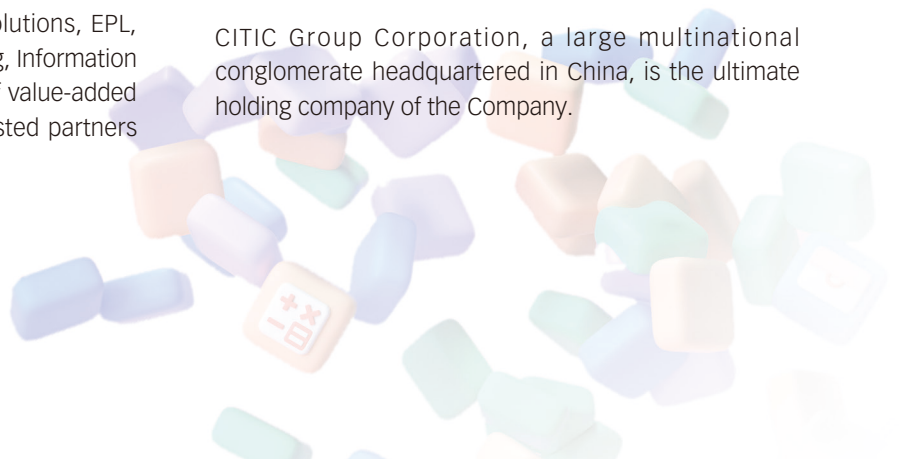 olutions, EPL,
g, Information
f value-added
sted partners
CITIC Group Corporation, a large multinational
conglomerate headquartered in China, is the ultimate
holding company of the Company.